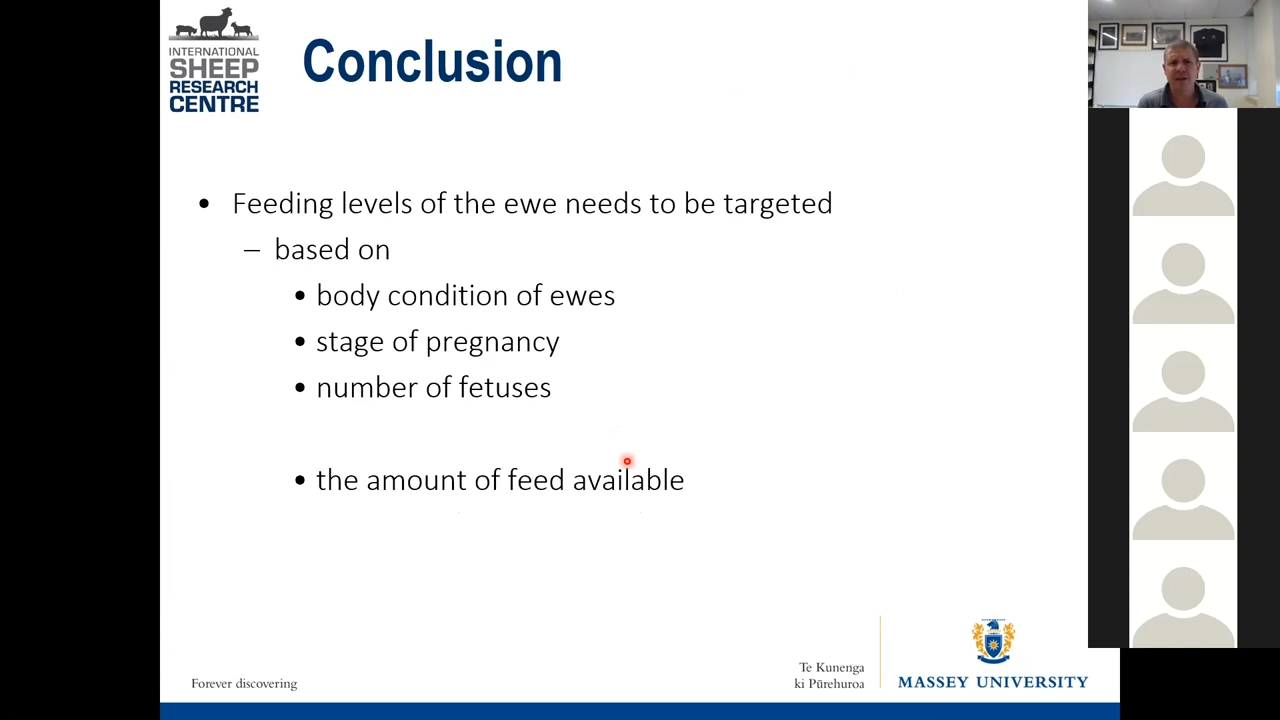 INTERNATIONAL
SHEEP
RESEARCH
CENTRE
Conclusion
• Feeding levels of the ewe needs to be targeted
– based on
• body condition of ewes
• stage of pregnancy
• number of fetuses
• the amount of feed available
Forever discovering
Te Kunenga
ki Pūrehuroa
MASSEY UNIVERSITY